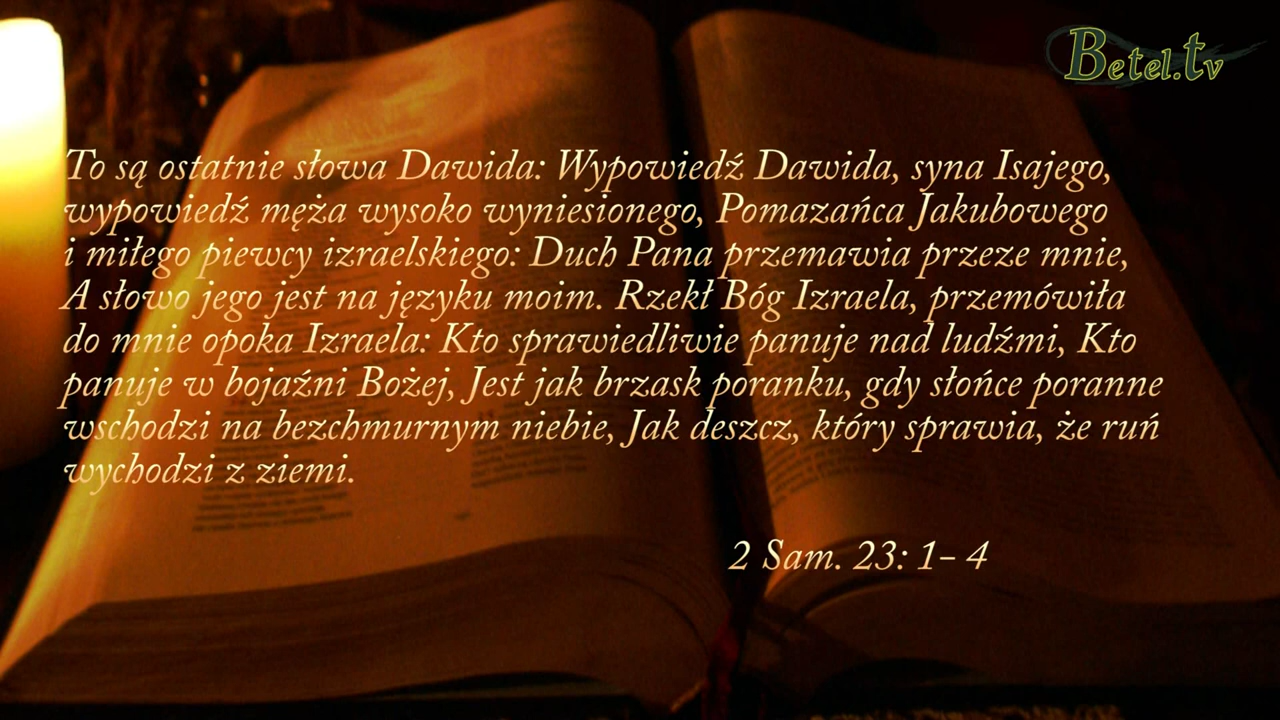 Betel.tv
To są ostatnie słowa Dawida: Wypowiedź Dawida, syna Isajego,
wypowiedź męża wysoko wyniesionego, Pomazańca Jakubowego
i miłego piewcy izraelskiego: Duch Pana przemawia przeze mnie,
A słowo jego jest na języku moim. Rzekł Bóg Izraela, przemówiła
do mnie opoka Izraela: Kto sprawiedliwie panuje nad ludźmi, Kto
panuje w bojaźni Bożej, Jest jak brzask poranku, gdy słońce poranne
wschodzi na bezchmurnym niebie, Jak deszcz, który sprawia, że ruń
wychodzi z ziemi.
2 Sam. 23: 1- 4